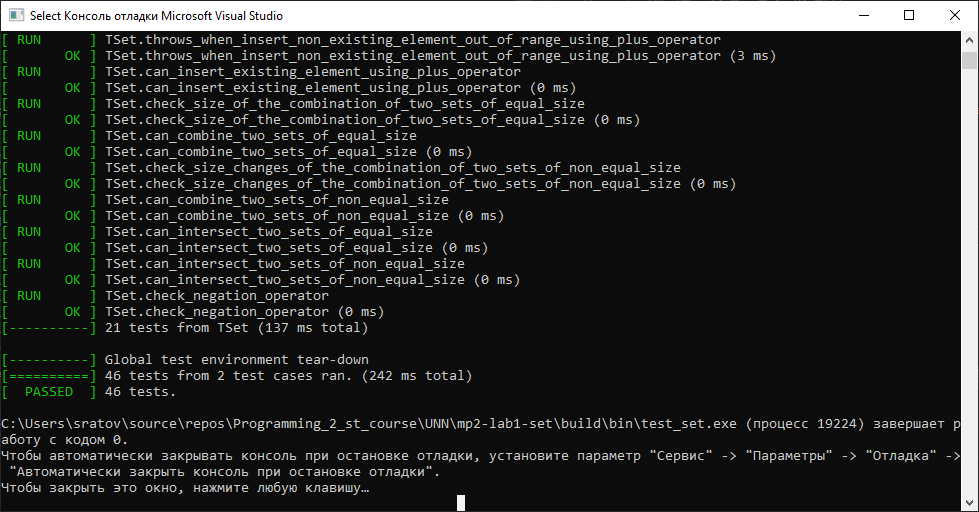 Select Консоль отладки Microsoft Visual Studio
[ RUN      ] TSet.throws_when_insert_non_existing_element_out_of_range_using_plus_operator
[       OK ] TSet.throws_when_insert_non_existing_element_out_of_range_using_plus_operator (3 ms)
[ RUN      ] TSet.can_insert_existing_element_using_plus_operator
[       OK ] TSet.can_insert_existing_element_using_plus_operator (0 ms)
[ RUN      ] TSet.check_size_of_the_combination_of_two_sets_of_equal_size
[       OK ] TSet.check_size_of_the_combination_of_two_sets_of_equal_size (0 ms)
[ RUN      ] TSet.can_combine_two_sets_of_equal_size
[       OK ] TSet.can_combine_two_sets_of_equal_size (0 ms)
[ RUN      ] TSet.check_size_changes_of_the_combination_of_two_sets_of_non_equal_size
[       OK ] TSet.check_size_changes_of_the_combination_of_two_sets_of_non_equal_size (0 ms)
[ RUN      ] TSet.can_combine_two_sets_of_non_equal_size
[       OK ] TSet.can_combine_two_sets_of_non_equal_size (0 ms)
[ RUN      ] TSet.can_intersect_two_sets_of_equal_size
[       OK ] TSet.can_intersect_two_sets_of_equal_size (0 ms)
[ RUN      ] TSet.can_intersect_two_sets_of_non_equal_size
[       OK ] TSet.can_intersect_two_sets_of_non_equal_size (0 ms)
[ RUN      ] TSet.check_negation_operator
[       OK ] TSet.check_negation_operator (0 ms)
[----------] 21 tests from TSet (137 ms total)
[----------] Global test environment tear-down
[==========] 46 tests from 2 test cases ran. (242 ms total)
[  PASSED  ] 46 tests.
C:\Users\sratov\source\repos\Programming_2_st_course\UNN\mp2-lab1-set\build\bin\test_set.exe (процесс 19224) завершает р
аботу с кодом 0.
Чтобы автоматически закрывать консоль при остановке отладки, установите параметр "Сервис" -> "Параметры" -> "Отладка" ->
"Автоматически закрыть консоль при остановке отладки".
Чтобы закрыть это окно, нажмите любую клавишу…